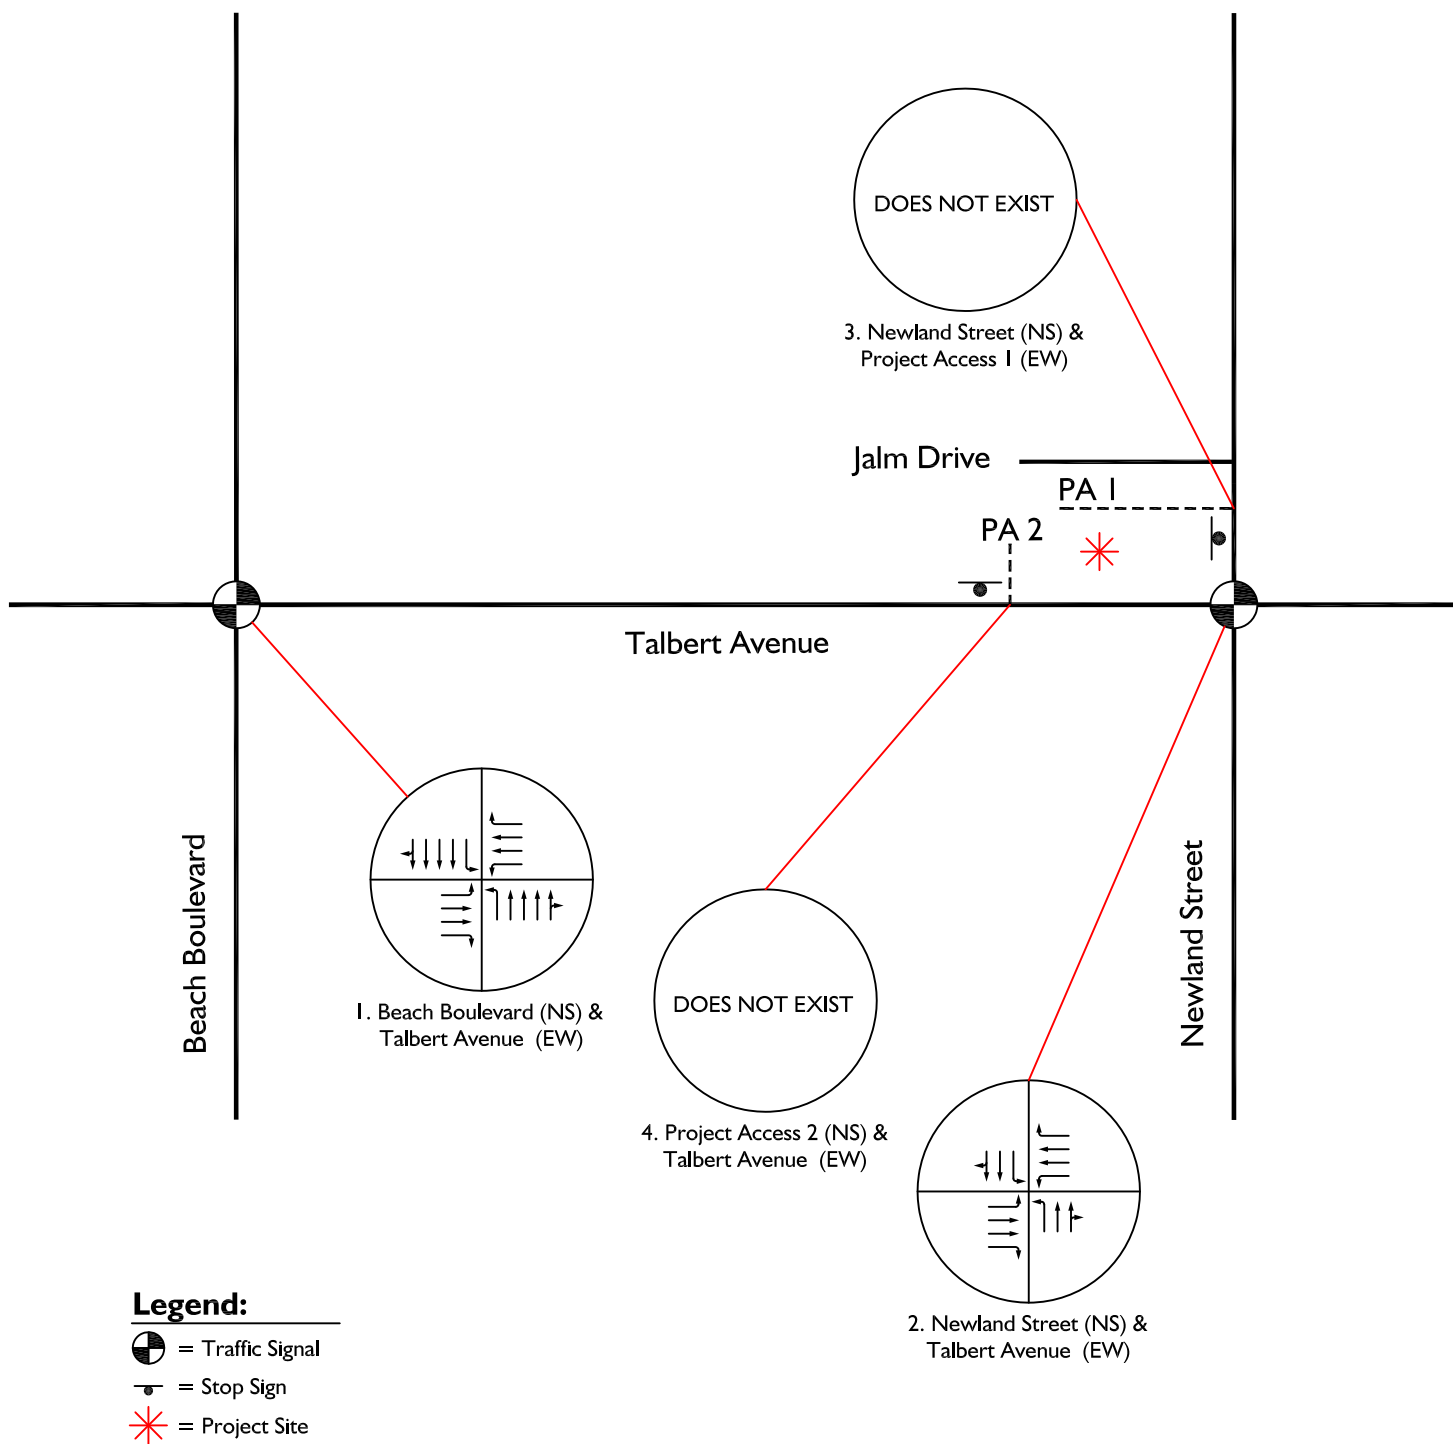 DOES NOT EXIST
3. Newland Street (NS) &
Project Access 1 (EW)
Jalm Drive
PA 1
PA 2
Talbert Avenue
Beach Boulevard
1. Beach Boulevard (NS) &
Talbert Avenue (EW)
DOES NOT EXIST
4. Project Access 2 (NS) &
Talbert Avenue (EW)
Newland Street
2. Newland Street (NS) &
Talbert Avenue (EW)
Legend:
= Traffic Signal
= Stop Sign
= Project Site